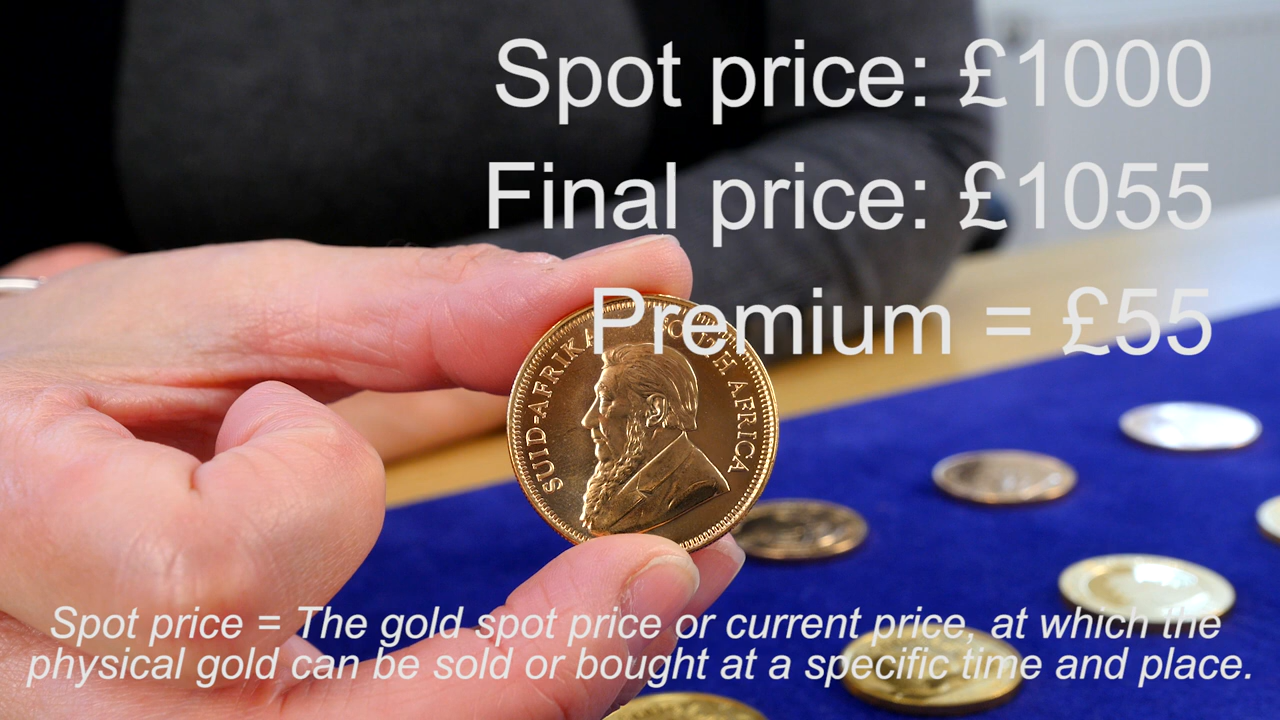 Spot price: £1000
Final price: £1055
Premium = £55
SUID-AFRIKA
SOUTH AFRICA
Spot price = The gold spot price or current price, at which the
physical gold can be sold or bought at a specific time and place.